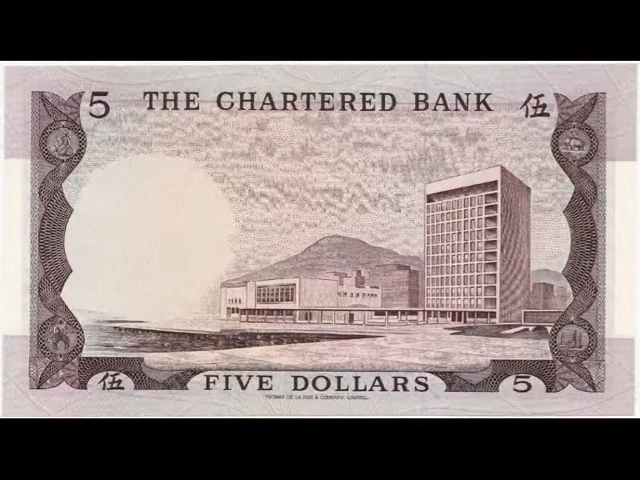 5 THE CHARTERED BANK 伍
伍 FIVE DOLLARS 5
THOMAS DE LA RUE & COMPANY, LIMITED.